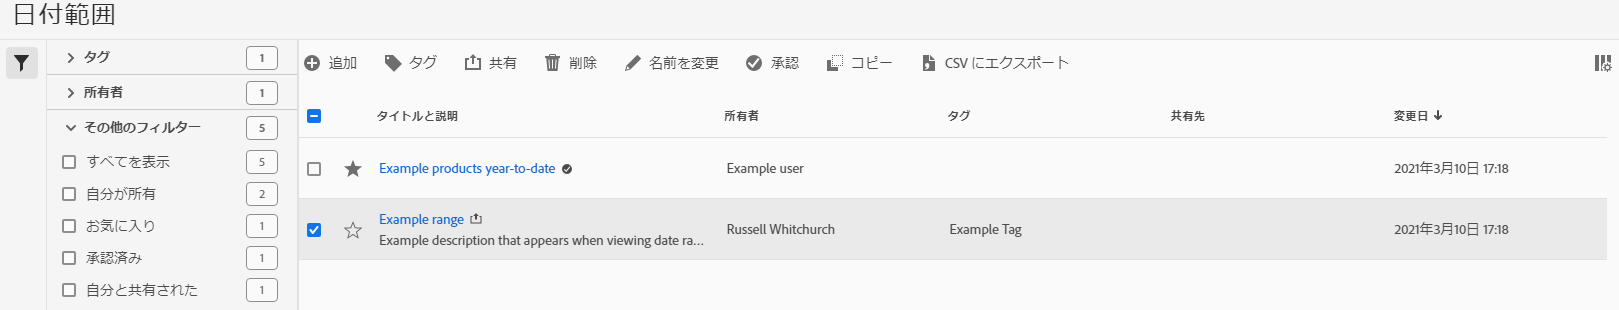 日付範囲
タグ 1
所有者 1
その他のフィルター 5
すべてを表示 5
自分が所有 2
お気に入り 1
承認済み 1
自分と共有された 1
追加 タグ 共有 削除 名前を変更 承認 コピー CSV にエクスポート
タイトルと説明 所有者 タグ 共有先 変更日
Example products year-to-date Example user 2021年3月10日 17:18
Example range
Example description that appears when viewing date ra... Russell Whitchurch Example Tag 2021年3月10日 17:18